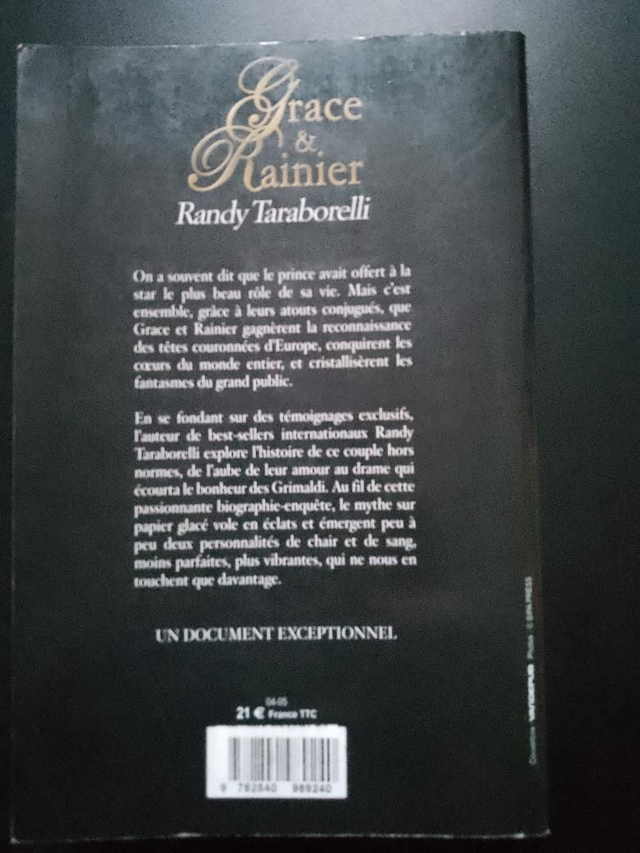 Grace
&
Rainier
Randy Taraborelli
On a souvent dit que le prince avait offert à la
star le plus beau rôle de sa vie. Mais c'est
ensemble, grâce à leurs atouts conjugués, que
Grace et Rainier gagnèrent la reconnaissance
des têtes couronnées d'Europe, conquirent les
cœurs du monde entier, et cristallisèrent les
fantasmes du grand public.
En se fondant sur des témoignages exclusifs,
l'auteur de best-sellers internationaux Randy
Taraborelli explore l'histoire de ce couple hors
normes, de l'aube de leur amour au drame qui
écourta le bonheur des Grimaldi. Au fil de cette
passionnante biographie-enquête, le mythe sur
papier glacé vole en éclats et émergent peu à
peu deux personnalités de chair et de sang,
moins parfaites, plus vibrantes, qui ne nous en
touchent que davantage.
UN DOCUMENT EXCEPTIONNEL
04-05
21 € France TTC
9 782840 989240